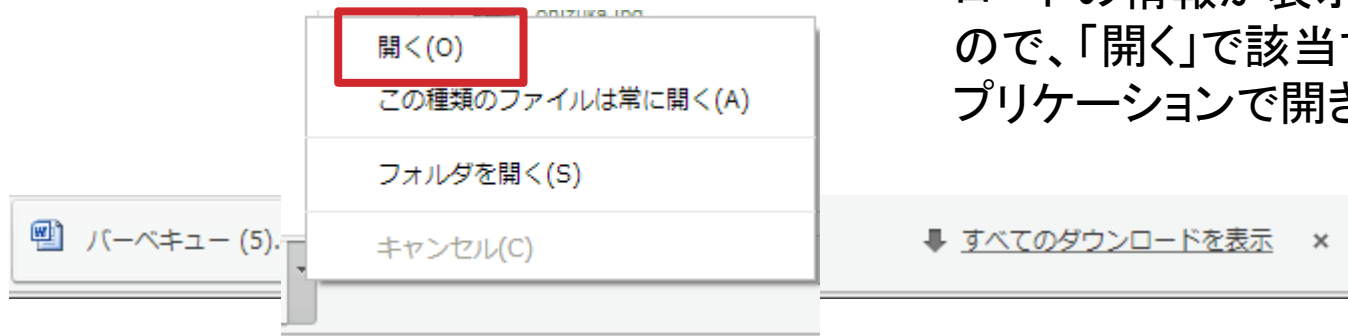 ので、「開く」で該当
プリケーションで開き
開く(O)
この種類のファイルは常に開く(A)
フォルダを開く(S)
キャンセル(C)
バーベキュー (5).
すべてのダウンロードを表示